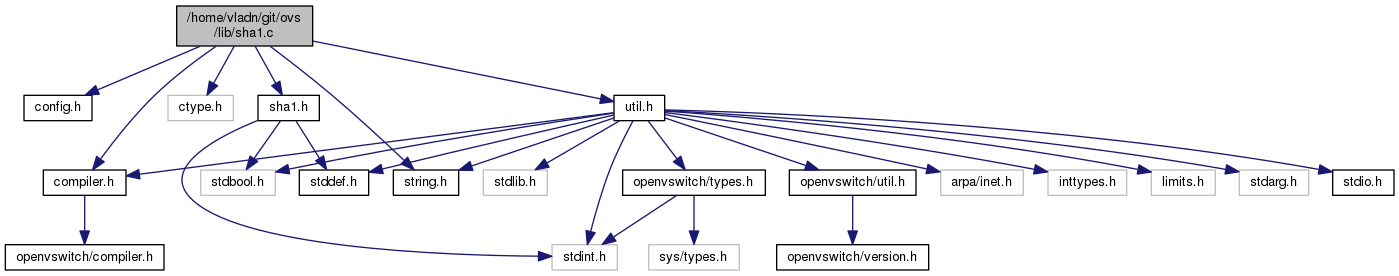 /home/vladn/git/ovs
/lib/sha1.c
config.h
ctype.h
sha1.h
util.h
compiler.h
stdbool.h
stddef.h
string.h
stdlib.h
openvswitch/types.h
openvswitch/util.h
arpa/inet.h
inttypes.h
limits.h
stdarg.h
stdio.h
openvswitch/compiler.h
stdint.h
sys/types.h
openvswitch/version.h